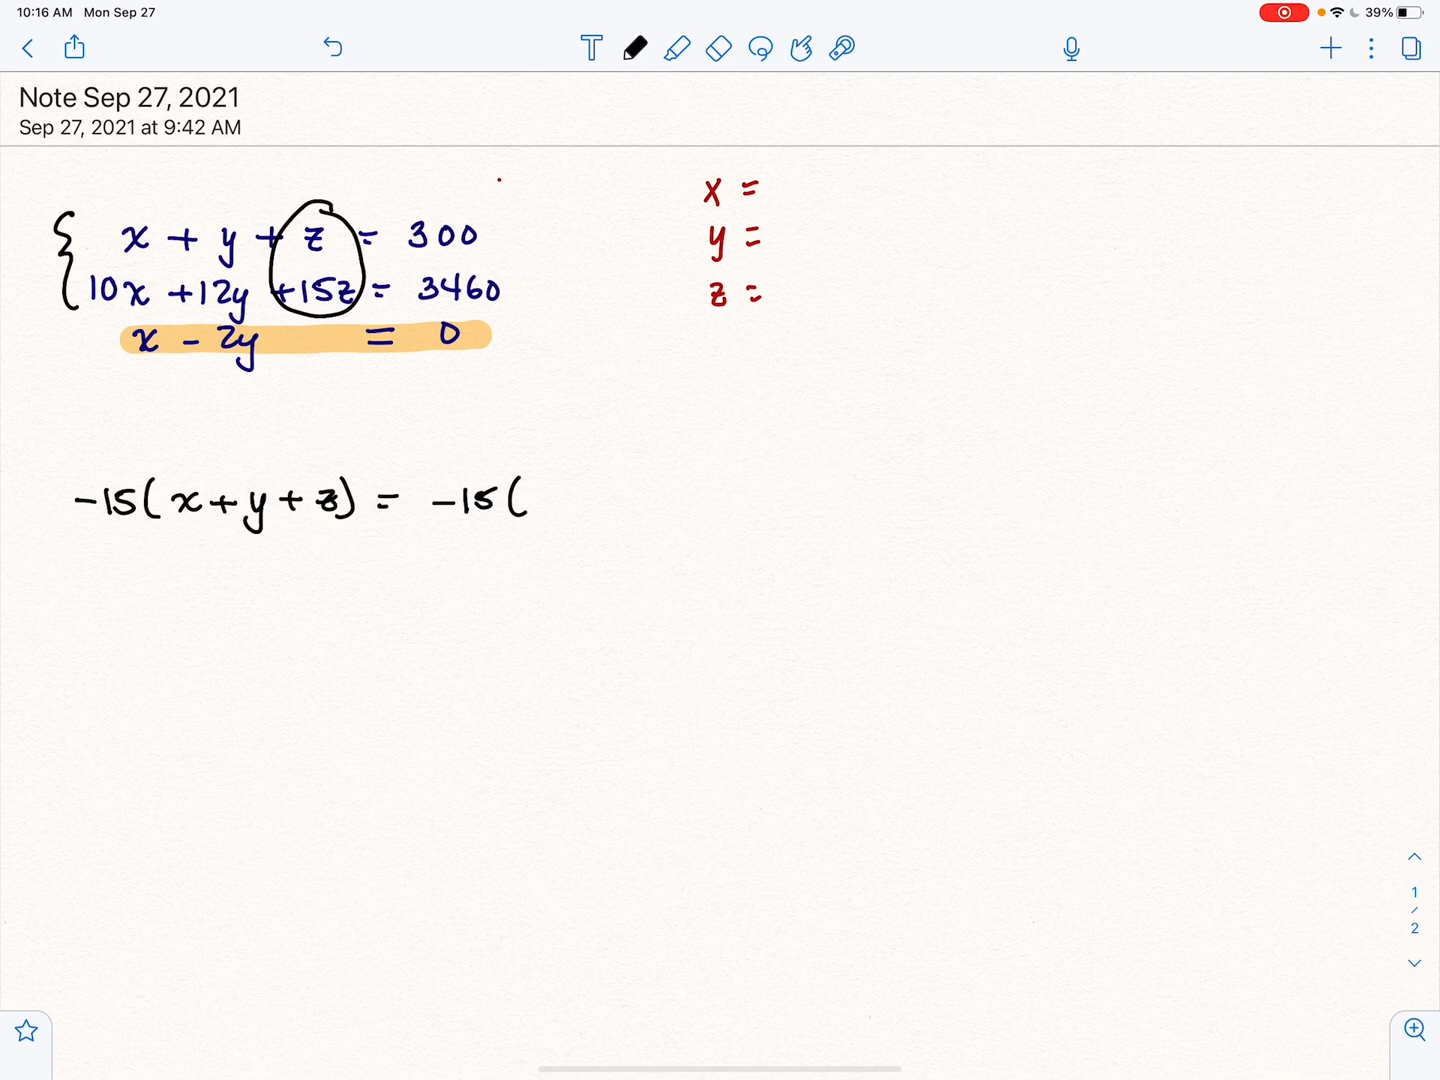 10:16 AM Mon Sep 27
39%
T
Note Sep 27, 2021
Sep 27, 2021 at 9:42 AM
x + y + z = 300
10x + 12y + 15z = 3460
x - 2y = 0
x =
y =
z =
-15(x + y + z) = -15(
1
/
2